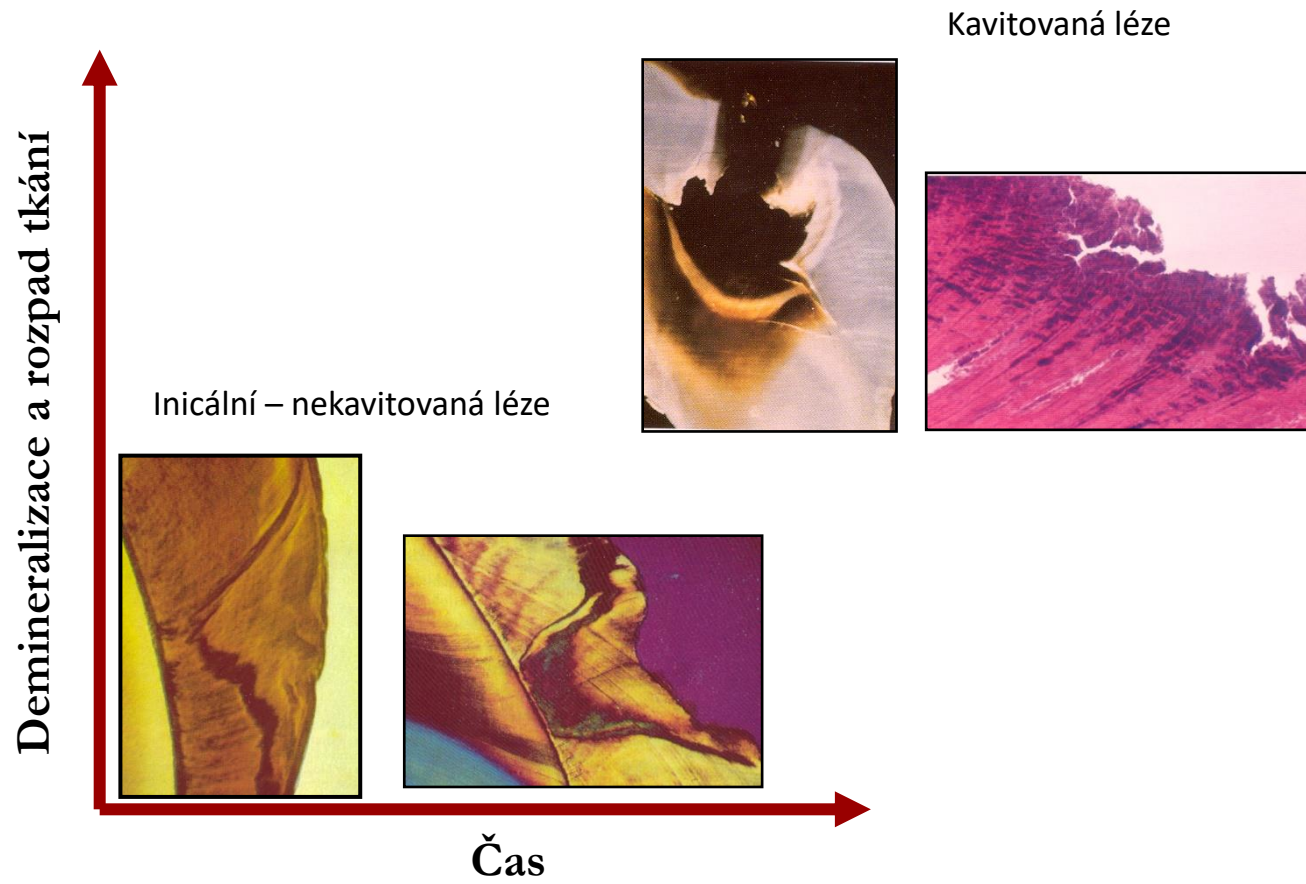 Kavitovaná léze
Demineralizace a rozpad tkání
Inicální – nekavitovaná léze
Čas